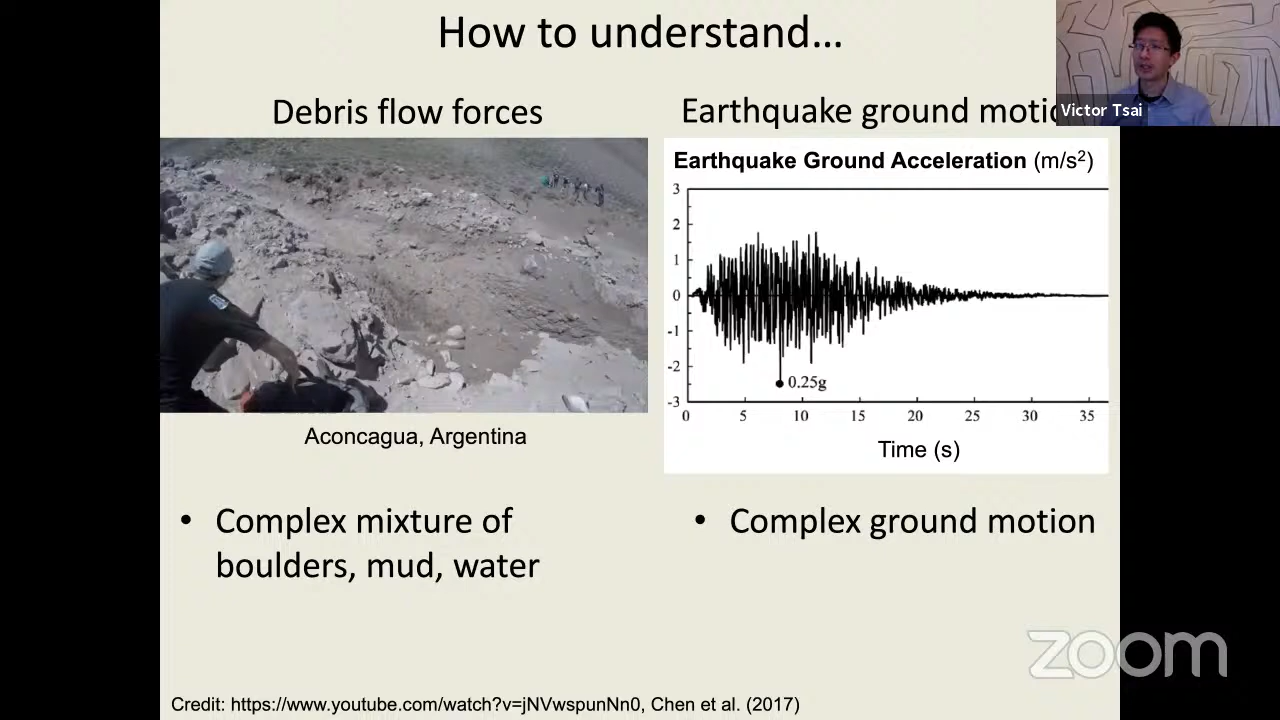 How to understand…
Debris flow forces
Earthquake ground motio
Victor Tsai
Earthquake Ground Acceleration (m/s²)
3
2
1
0
-1
-2
-3
0.25g
0 5 10 15 20 25 30 35
Time (s)
Aconcagua, Argentina
• Complex mixture of
boulders, mud, water
• Complex ground motion
zoom
Credit: https://www.youtube.com/watch?v=jNVwspunNn0, Chen et al. (2017)